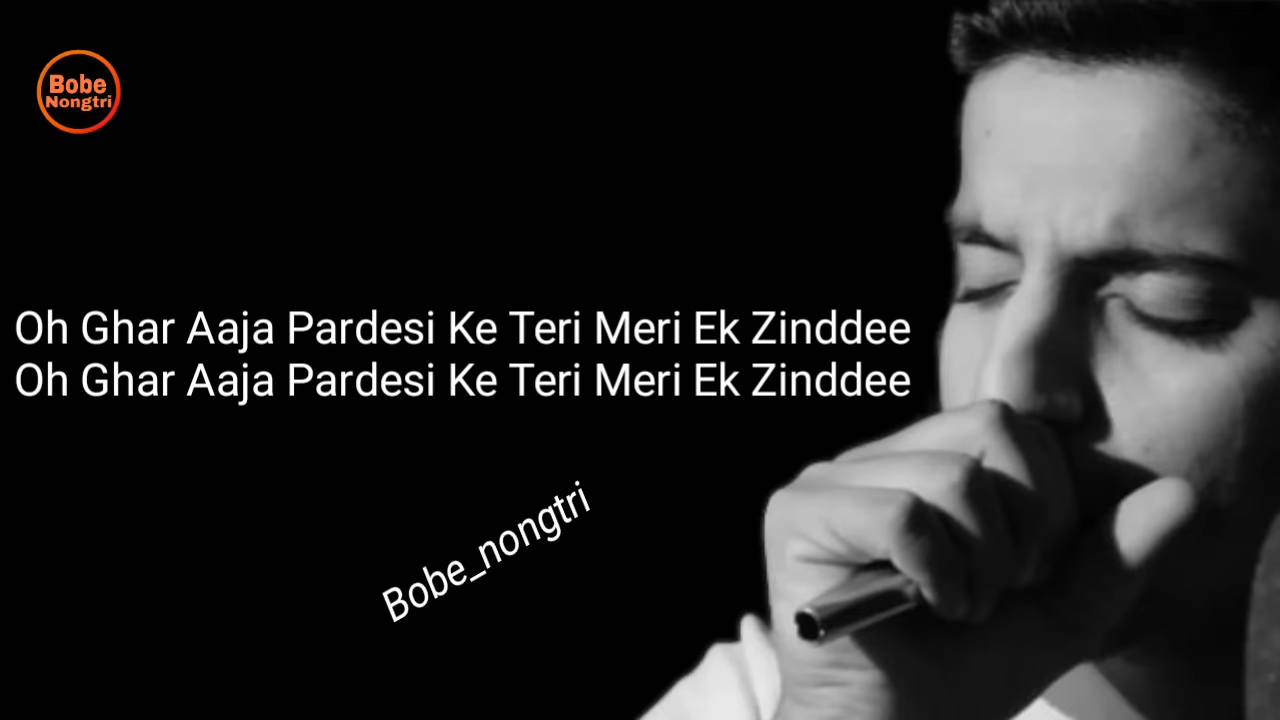 Bobe
Nongtri
Oh Ghar Aaja Pardesi Ke Teri Meri Ek Zinddee
Oh Ghar Aaja Pardesi Ke Teri Meri Ek Zinddee
Bobe_nongtri